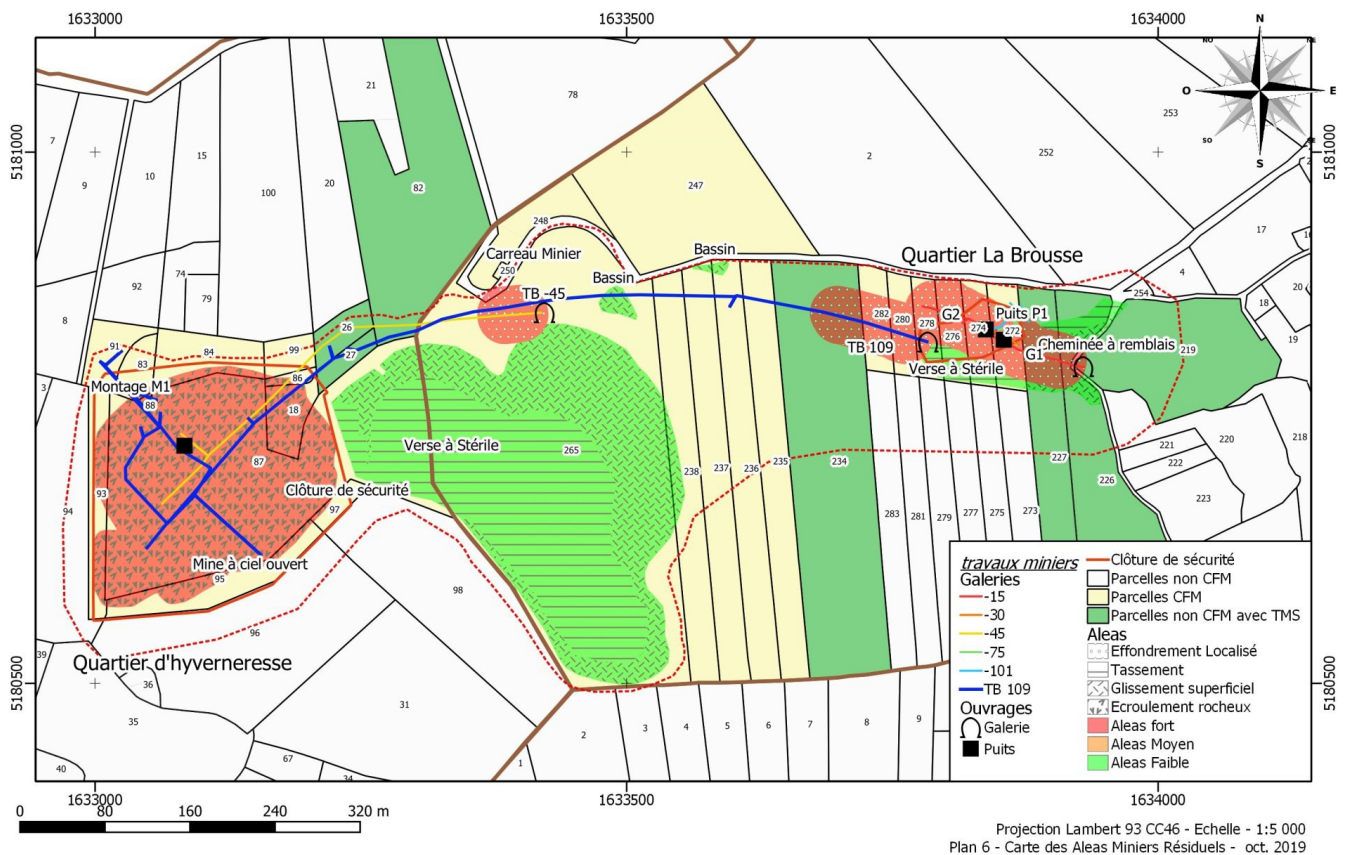 1633000
1633500
1634000
N
NO
NE
O
E
SO
SE
S
5181000
5181000
21
78
7
9
10
15
100
20
82
2
252
253
247
17
248
Carreau Minier
250
Bassin
Bassin
Quartier La Brousse
4
74
79
92
8
TB -45
282
280
278
276
G2
274
Puits P1
272
G1
254
18
20
19
219
TB 109
Cheminée à remblais
Verse à Stérile
26
27
91
84
99
83
86
Montage M1
88
18
3
87
Verse à Stérile
265
Clôture de sécurité
93
94
97
238
237
236
235
234
227
226
221
222
220
218
223
283
281
279
277
275
273
Mine à ciel ouvert
95
96
98
Quartier d'hyverneresse
39
36
35
31
40
67
34
1
2
3
4
5
6
7
8
9
5180500
5180500
travaux miniers
Galeries
-15
-30
-45
-75
-101
TB 109
Ouvrages
Galerie
Puits
Clôture de sécurité
Parcelles non CFM
Parcelles CFM
Parcelles non CFM avec TMS
Aleas
Effondrement Localisé
Tassement
Glissement superficiel
Ecroulement rocheux
Aleas fort
Aleas Moyen
Aleas Faible
1633000
1633500
1634000
0 80 160 240 320 m
Projection Lambert 93 CC46 - Echelle - 1:5 000
Plan 6 - Carte des Aleas Miniers Résiduels - oct. 2019